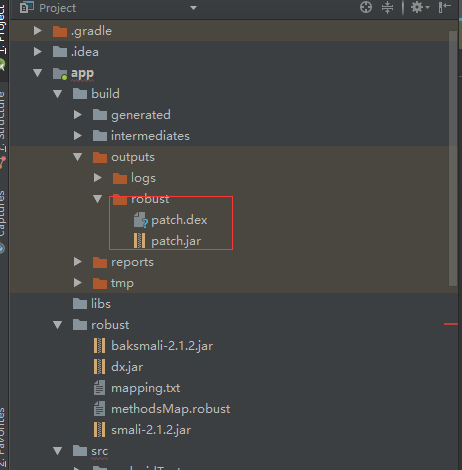 Project
.gradle
.idea
app
build
generated
intermediates
outputs
logs
robust
patch.dex
patch.jar
reports
tmp
libs
robust
baksmali-2.1.2.jar
dx.jar
mapping.txt
methodsMap.robust
smali-2.1.2.jar
src
1: Project
Structure
Captures
2: Favorites